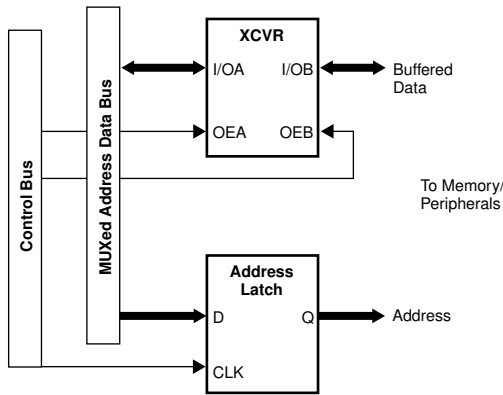 XCVR
I/OA
I/OB
Buffered
Data
OEA
OEB
Control Bus
MUXed Address Data Bus
To Memory/
Peripherals
Address
Latch
D
Q
Address
CLK